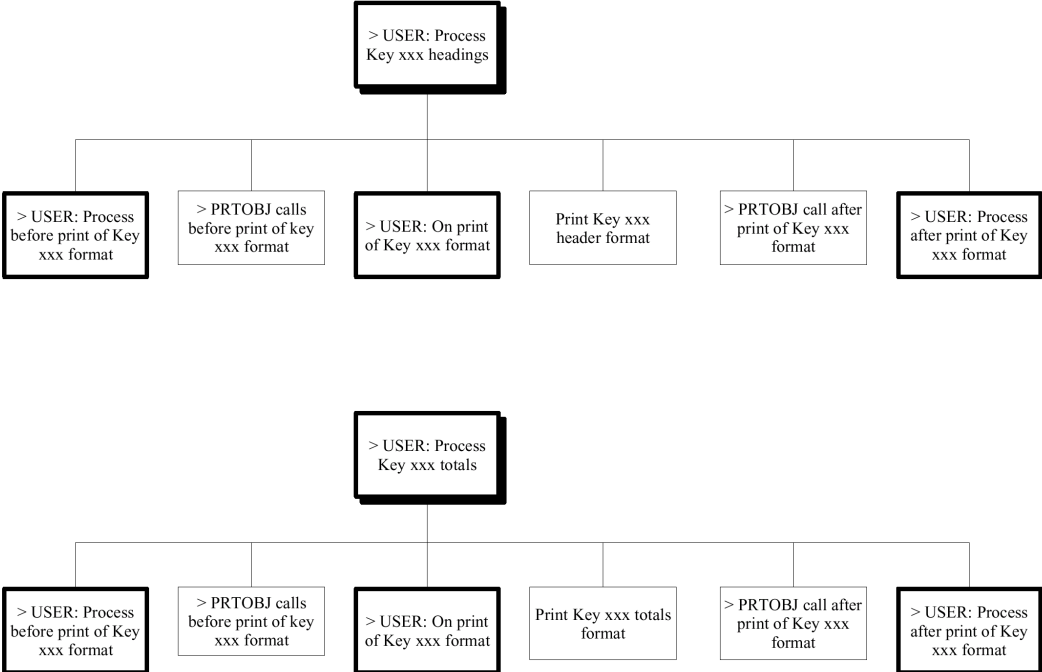 > USER: Process
Key xxx headings
> USER: Process
before print of Key
xxx format
> PRTOBJ calls
before print of key
xxx format
> USER: On print
of Key xxx format
Print Key xxx
header format
> PRTOBJ call after
print of Key xxx
format
> USER: Process
after print of Key
xxx format
> USER: Process
Key xxx totals
> USER: Process
before print of Key
xxx format
> PRTOBJ calls
before print of key
xxx format
> USER: On print
of Key xxx format
Print Key xxx totals
format
> PRTOBJ call after
print of Key xxx
format
> USER: Process
after print of Key
xxx format